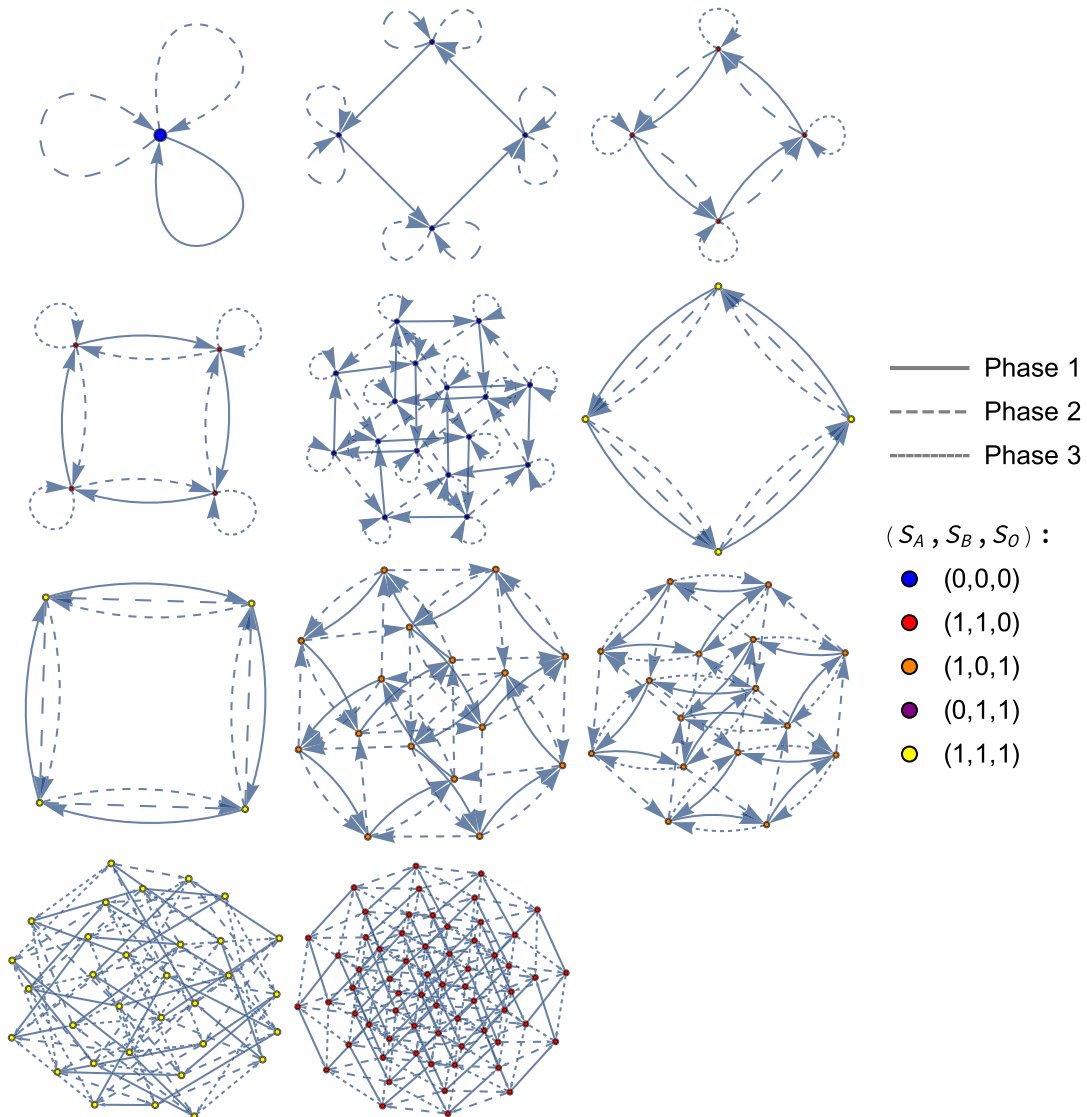 Phase 1
Phase 2
Phase 3
(S_A, S_B, S_O):
(0,0,0)
(1,1,0)
(1,0,1)
(0,1,1)
(1,1,1)